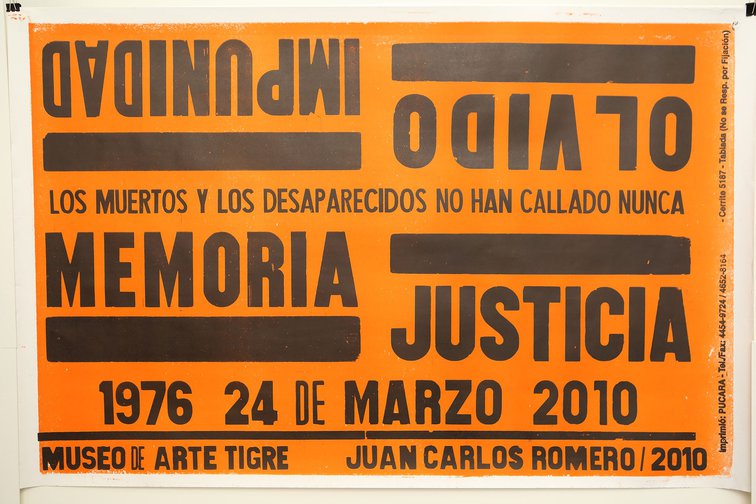 IMPUNIDAD
OLVIDO
LOS MUERTOS Y LOS DESAPARECIDOS NO HAN CALLADO NUNCA
MEMORIA
JUSTICIA
1976 24 DE MARZO 2010
MUSEO DE ARTE TIGRE JUAN CARLOS ROMERO / 2010
Imprimió: PUCARA - Tel./Fax: 4454-9724 / 4652-8164 - Cerrito 5187 - Tablada (No se Resp. por Fijación)